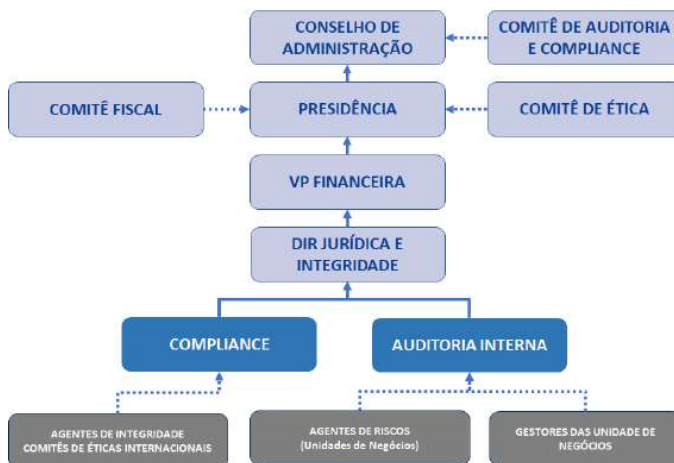 CONSELHO DE
ADMINISTRAÇÃO
COMITÊ DE AUDITORIA
E COMPLIANCE
COMITÊ FISCAL
PRESIDÊNCIA
COMITÊ DE ÉTICA
VP FINANCEIRA
DIR JURÍDICA E
INTEGRIDADE
COMPLIANCE
AUDITORIA INTERNA
AGENTES DE INTEGRIDADE
COMITÊS DE ÉTICAS INTERNACIONAIS
AGENTES DE RISCOS
(Unidades de Negócios)
GESTORES DAS UNIDADE DE
NEGÓCIOS